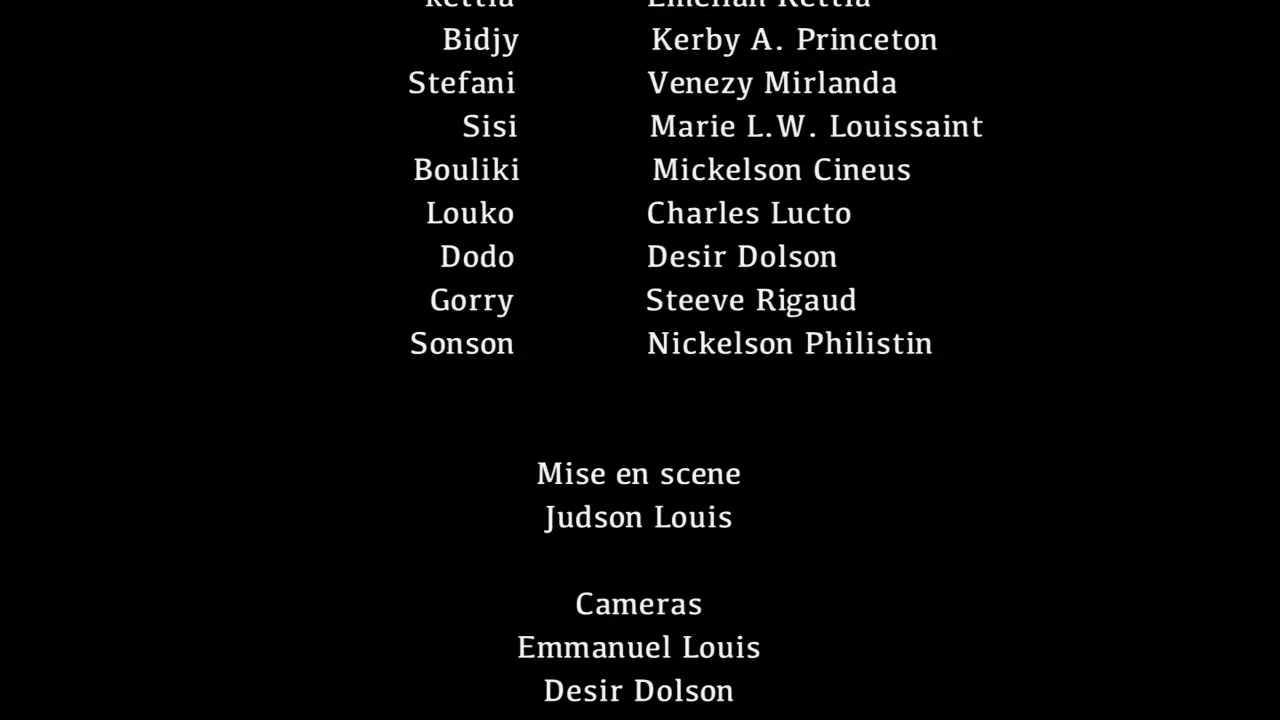 Bidjy Kerby A. Princeton
Stefani Venezy Mirlanda
Sisi Marie L.W. Louissaint
Bouliki Mickelson Cineus
Louko Charles Lucto
Dodo Desir Dolson
Gorry Steeve Rigaud
Sonson Nickelson Philistin
Mise en scene
Judson Louis
Cameras
Emmanuel Louis
Desir Dolson